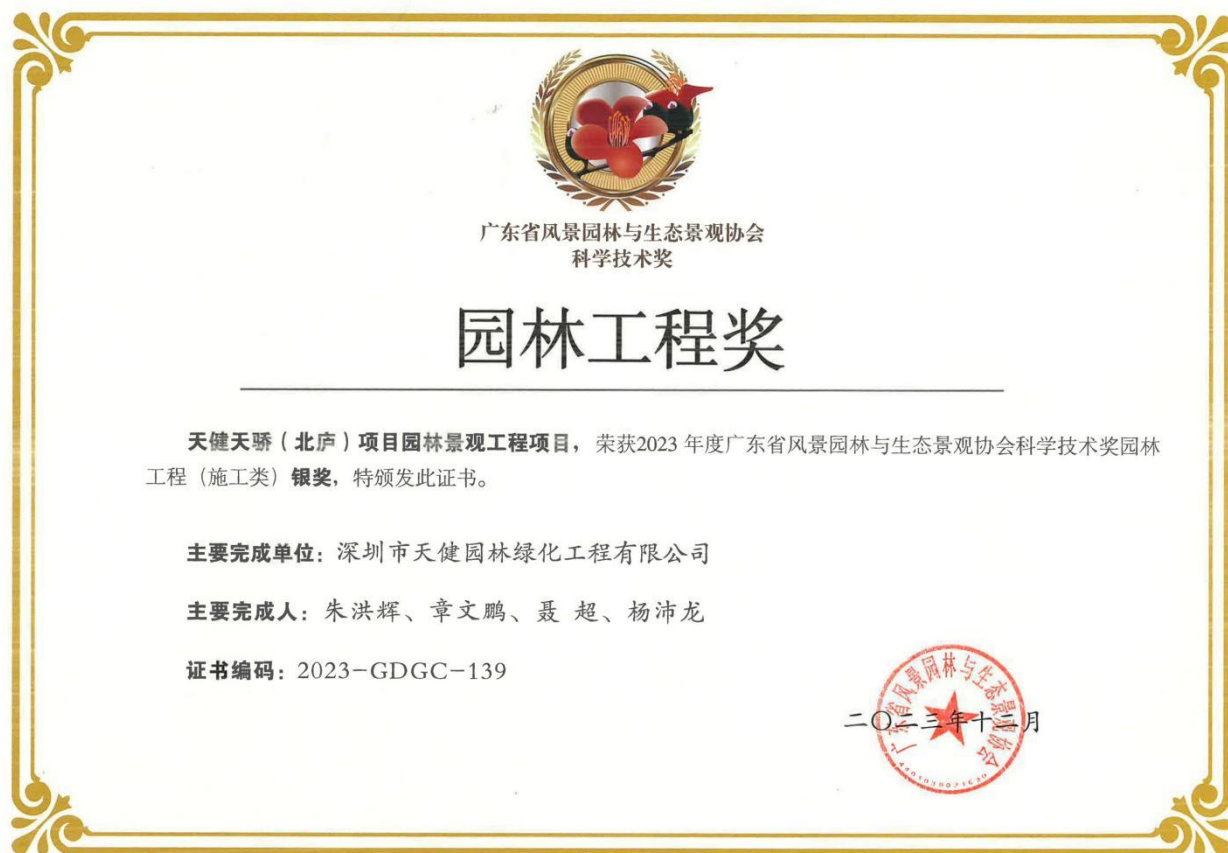 广东省风景园林与生态景观协会
科学技术奖
园林工程奖
天健天骄（北庐）项目园林景观工程项目，荣获2023 年度广东省风景园林与生态景观协会科学技术奖园林
工程（施工类）银奖，特颁发此证书。
主要完成单位：深圳市天健园林绿化工程有限公司
主要完成人：朱洪辉、章文鹏、聂 超、杨沛龙
证书编码：2023-GDGC-139
广东省风景园林与生态景观协会
二〇二三年十二月